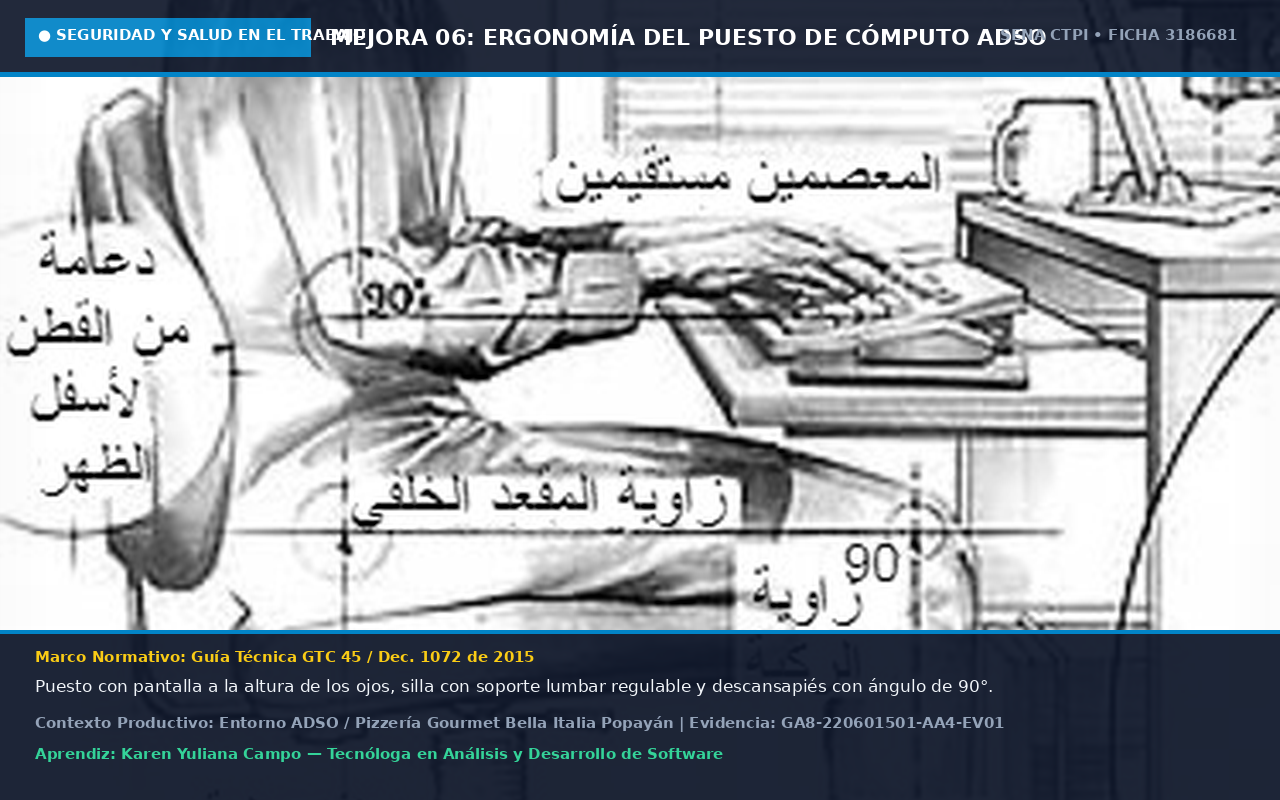 ● SEGURIDAD Y SALUD EN EL TRABAJO
MEJORA 06: ERGONOMÍA DEL PUESTO DE CÓMPUTO ADSO
SENA CTPI • FICHA 3186681
المعصمين مستقيمين
دعامة
من القطن
لأسفل
الظهر
90°
زاوية المقعد الخلفي
90
زاوية
الركبة
Marco Normativo: Guía Técnica GTC 45 / Dec. 1072 de 2015
Puesto con pantalla a la altura de los ojos, silla con soporte lumbar regulable y descansapiés con ángulo de 90°.
Contexto Productivo: Entorno ADSO / Pizzería Gourmet Bella Italia Popayán | Evidencia: GA8-220601501-AA4-EV01
Aprendiz: Karen Yuliana Campo — Tecnóloga en Análisis y Desarrollo de Software